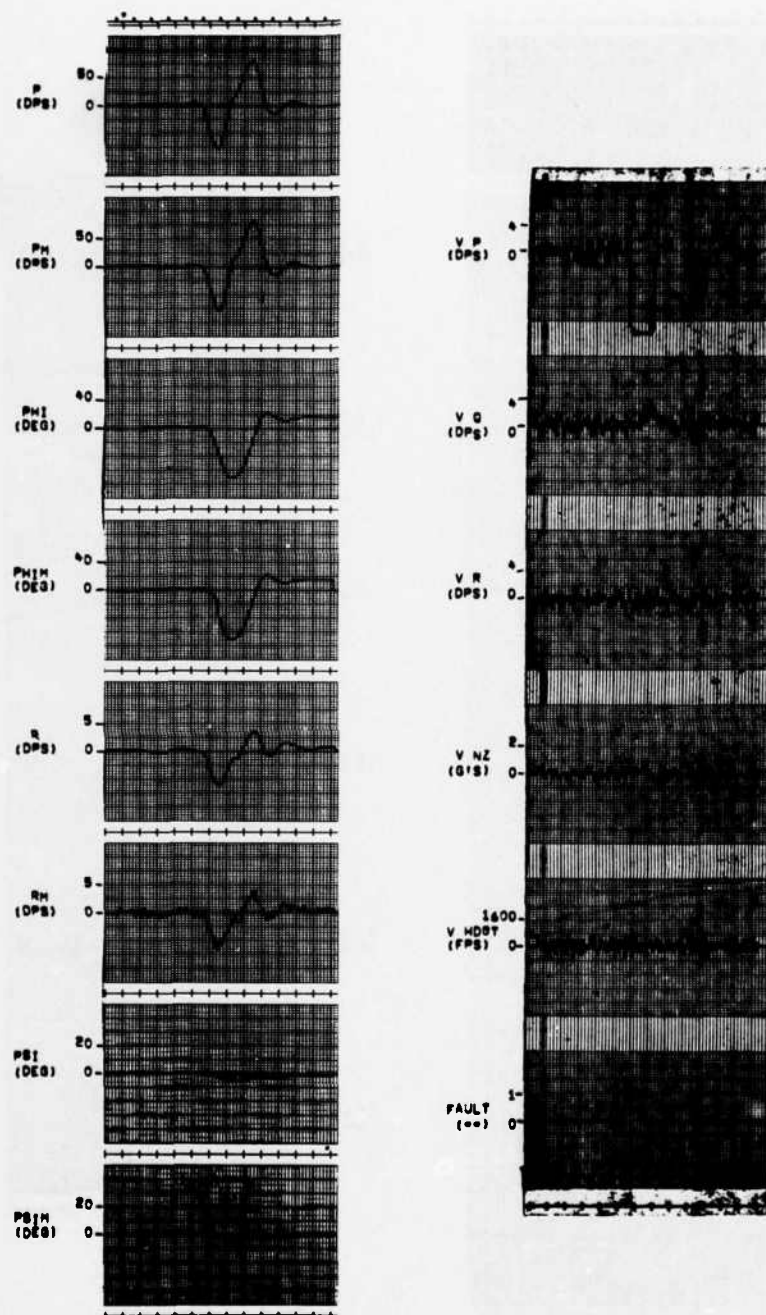 P
(DPS)
50
0
PM
(DPS)
50
0
PHI
(DEG)
40
0
PHIM
(DEG)
40
0
R
(DPS)
5
0
RM
(DPS)
5
0
PSI
(DEG)
20
0
PSIM
(DEG)
20
0
V P
(DPS)
4
0
V Q
(DPS)
4
0
V R
(DPS)
4
0
V NZ
(G'S)
2
0
V HDOT
(FPS)
1600
0
FAULT
(**)
1
0